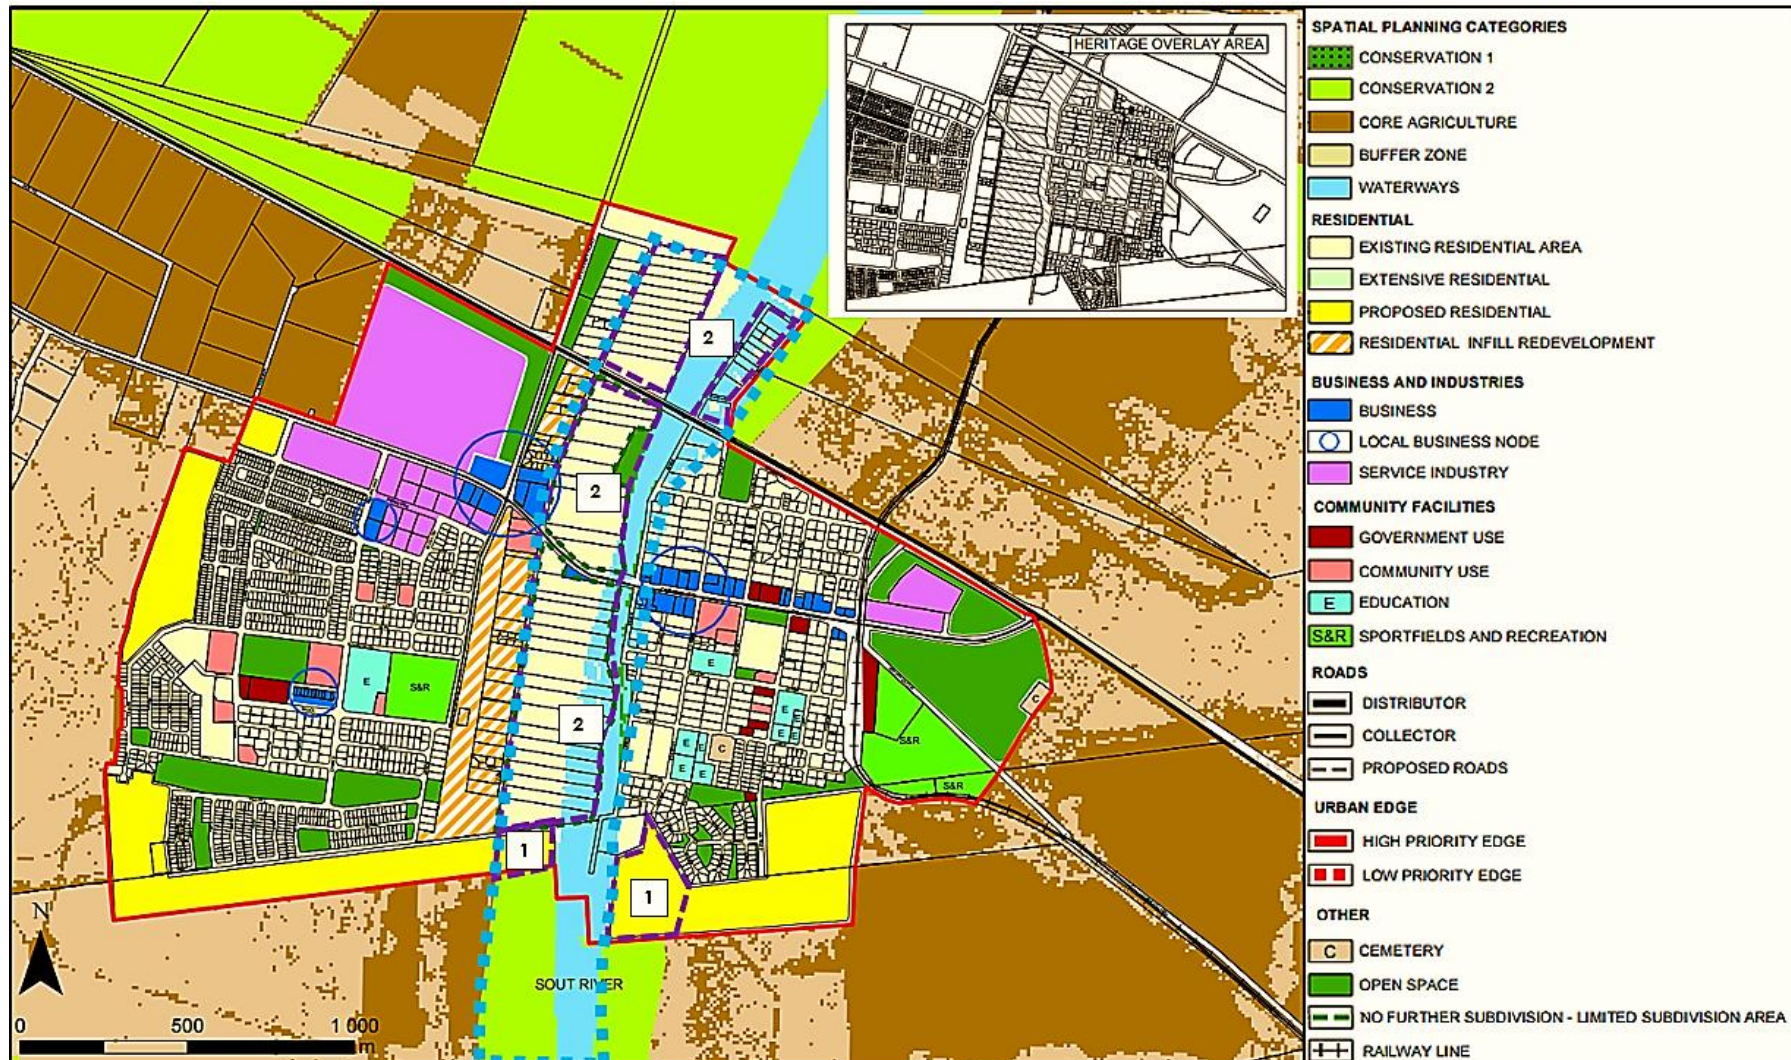 HERITAGE OVERLAY AREA
2
2
2
1
1
E
S&R
E
E
E
E
E
E
C
E
E
E
E
S&R
S&R
C
SOUT RIVER
N
0 500 1 000
m
SPATIAL PLANNING CATEGORIES
CONSERVATION 1
CONSERVATION 2
CORE AGRICULTURE
BUFFER ZONE
WATERWAYS
RESIDENTIAL
EXISTING RESIDENTIAL AREA
EXTENSIVE RESIDENTIAL
PROPOSED RESIDENTIAL
RESIDENTIAL INFILL REDEVELOPMENT
BUSINESS AND INDUSTRIES
BUSINESS
LOCAL BUSINESS NODE
SERVICE INDUSTRY
COMMUNITY FACILITIES
GOVERNMENT USE
COMMUNITY USE
E EDUCATION
S&R SPORTFIELDS AND RECREATION
ROADS
DISTRIBUTOR
COLLECTOR
PROPOSED ROADS
URBAN EDGE
HIGH PRIORITY EDGE
LOW PRIORITY EDGE
OTHER
C CEMETERY
OPEN SPACE
NO FURTHER SUBDIVISION - LIMITED SUBDIVISION AREA
RAILWAY LINE